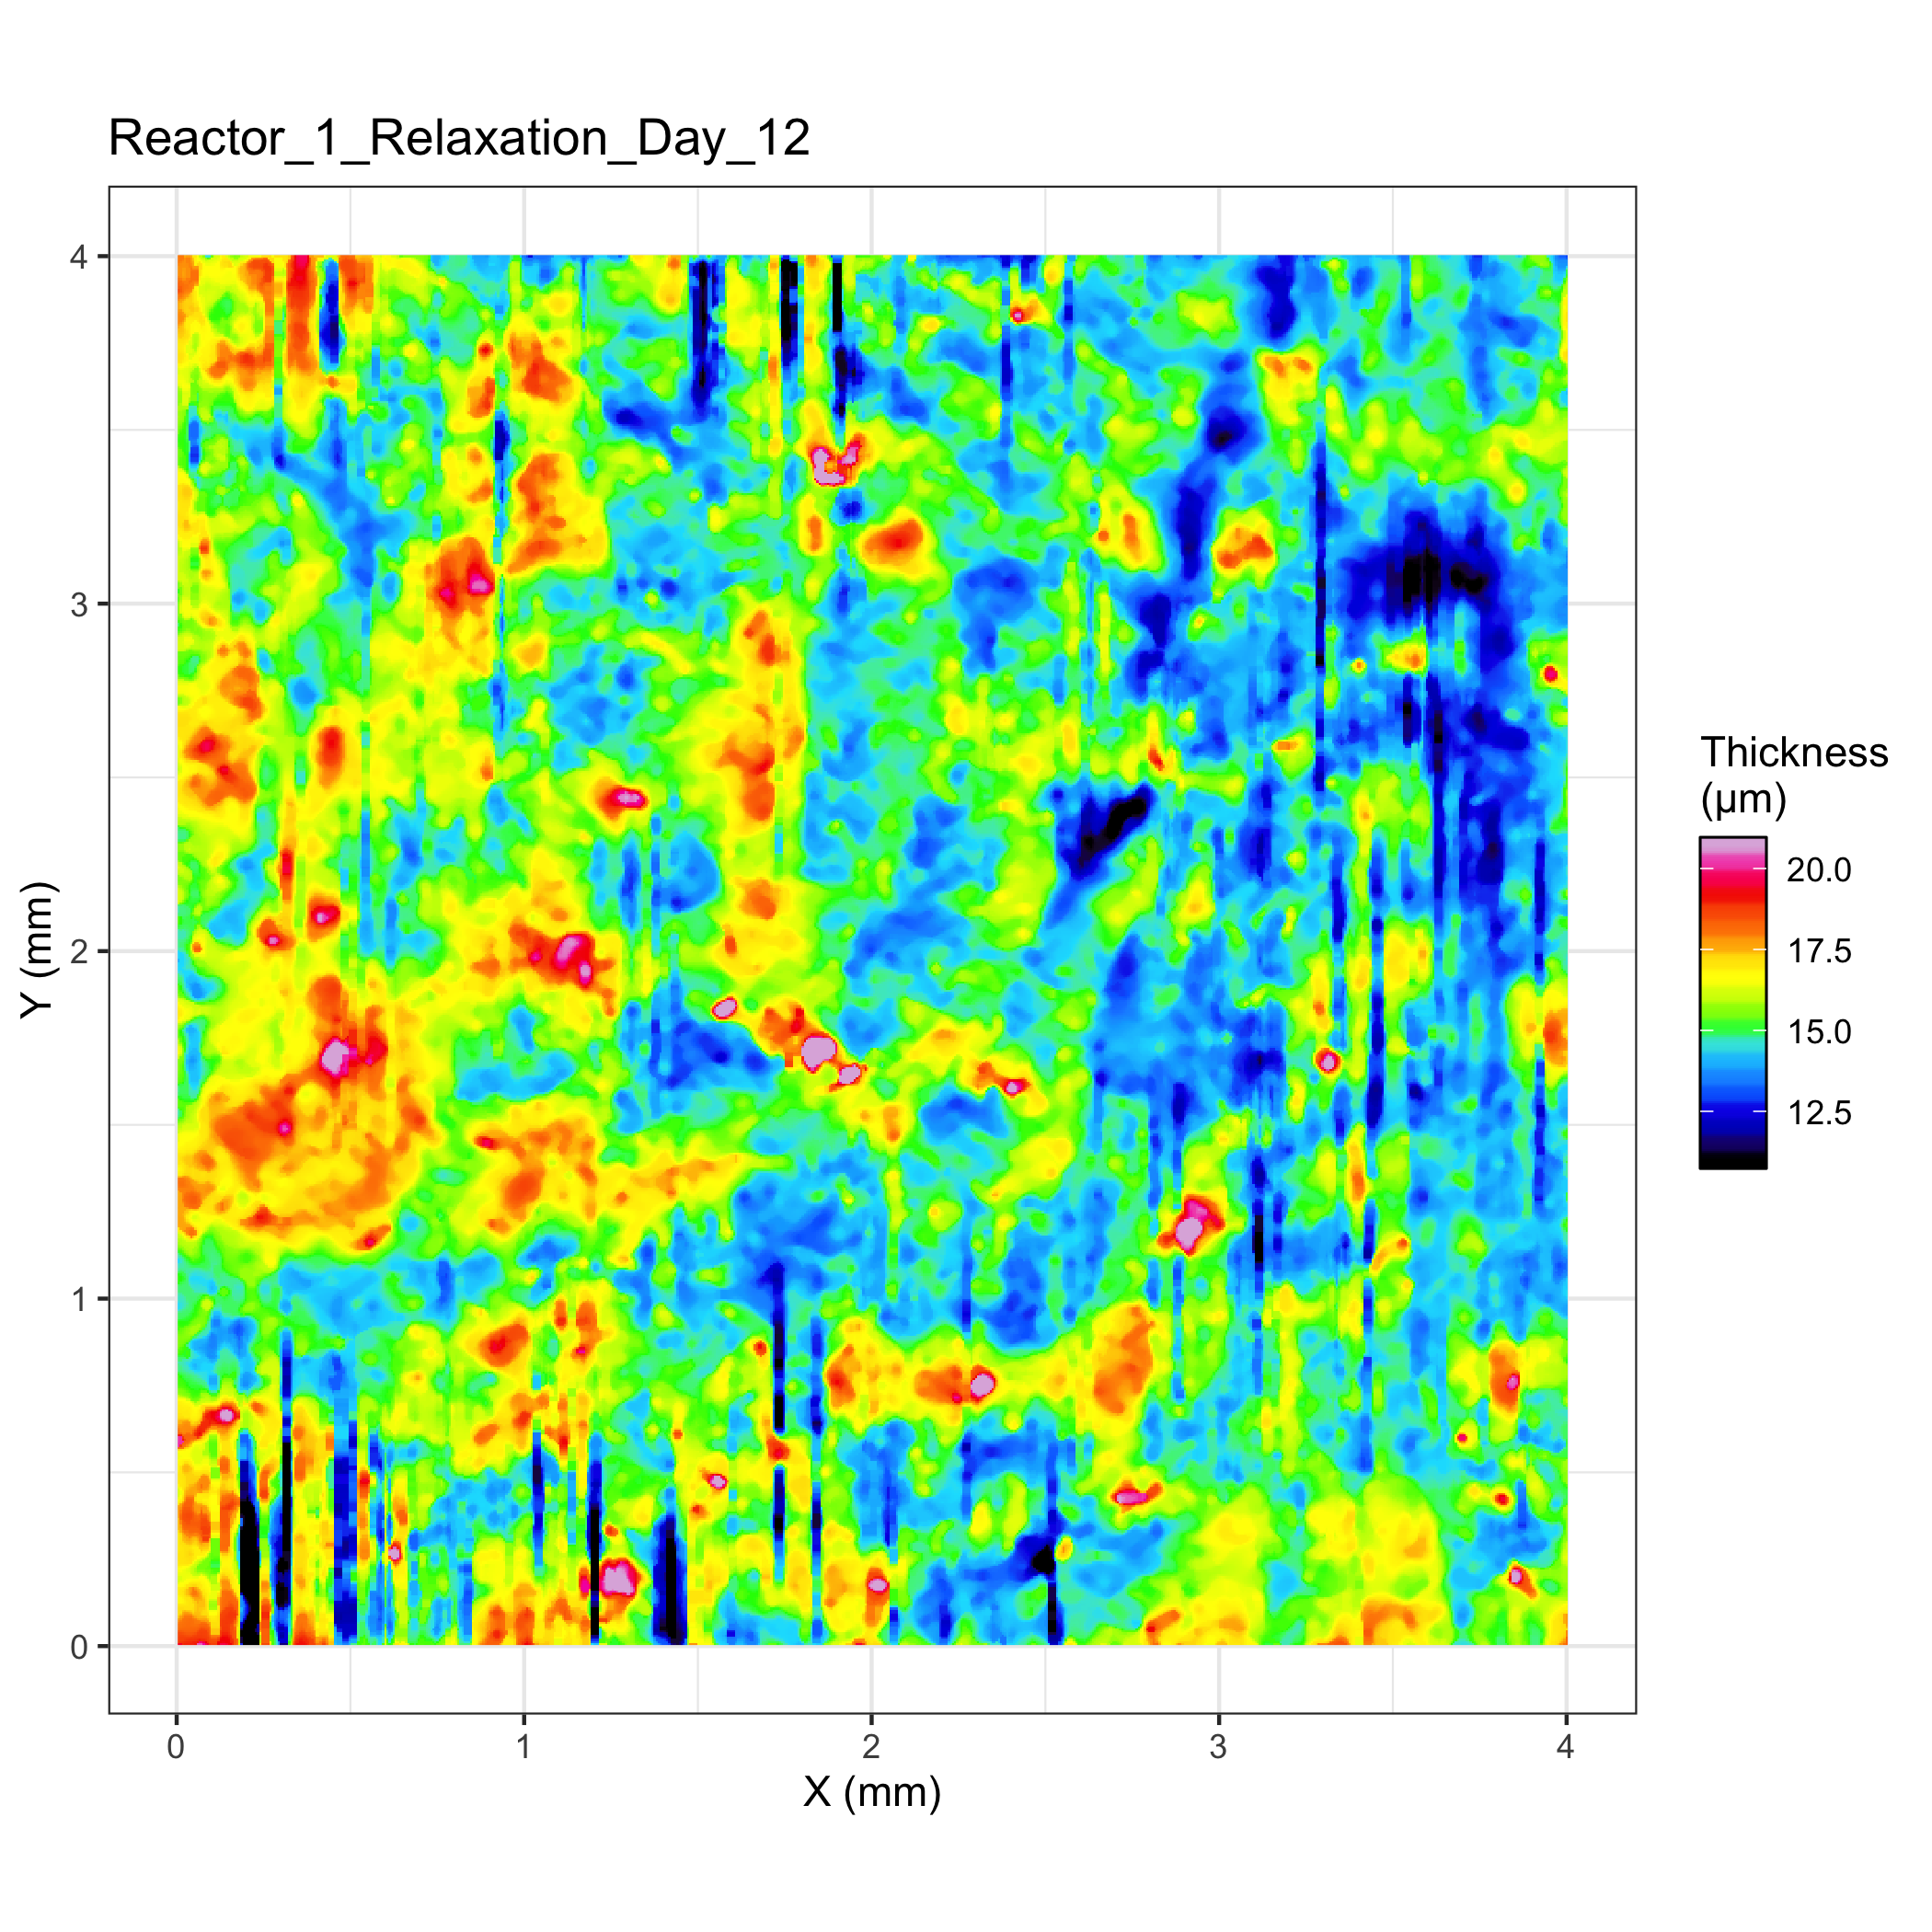 Reactor_1_Relaxation_Day_12
Y (mm)
4
3
2
1
0
0 1 2 3 4
X (mm)
Thickness
(μm)
20.0
17.5
15.0
12.5